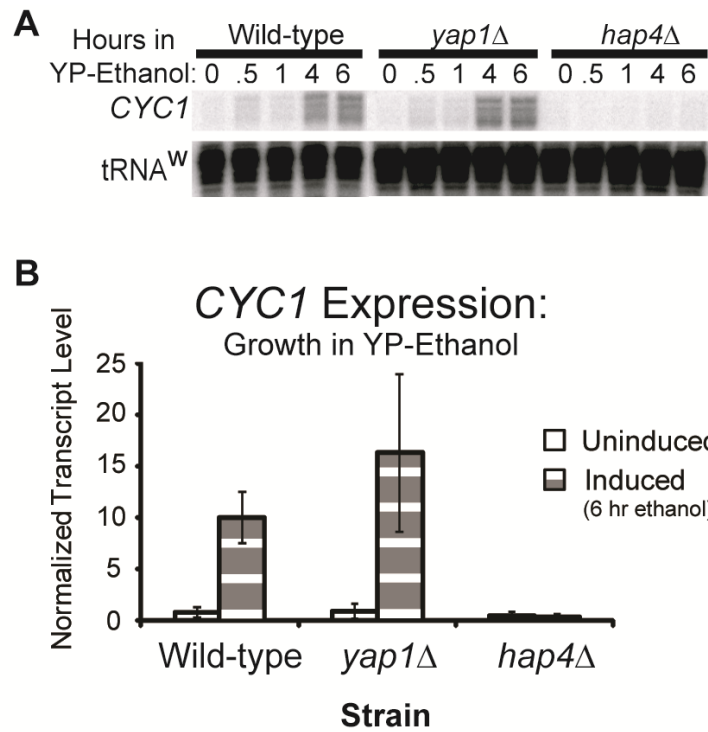 A
Hours in YP-Ethanol:
Wild-type yap1Δ hap4Δ
0 .5 1 4 6 0 .5 1 4 6 0 .5 1 4 6
CYC1
tRNAᵂ
B
CYC1 Expression:
Growth in YP-Ethanol
Normalized Transcript Level
25
20
15
10
5
0
Uninduced
Induced
(6 hr ethanol)
Wild-type yap1Δ hap4Δ
Strain